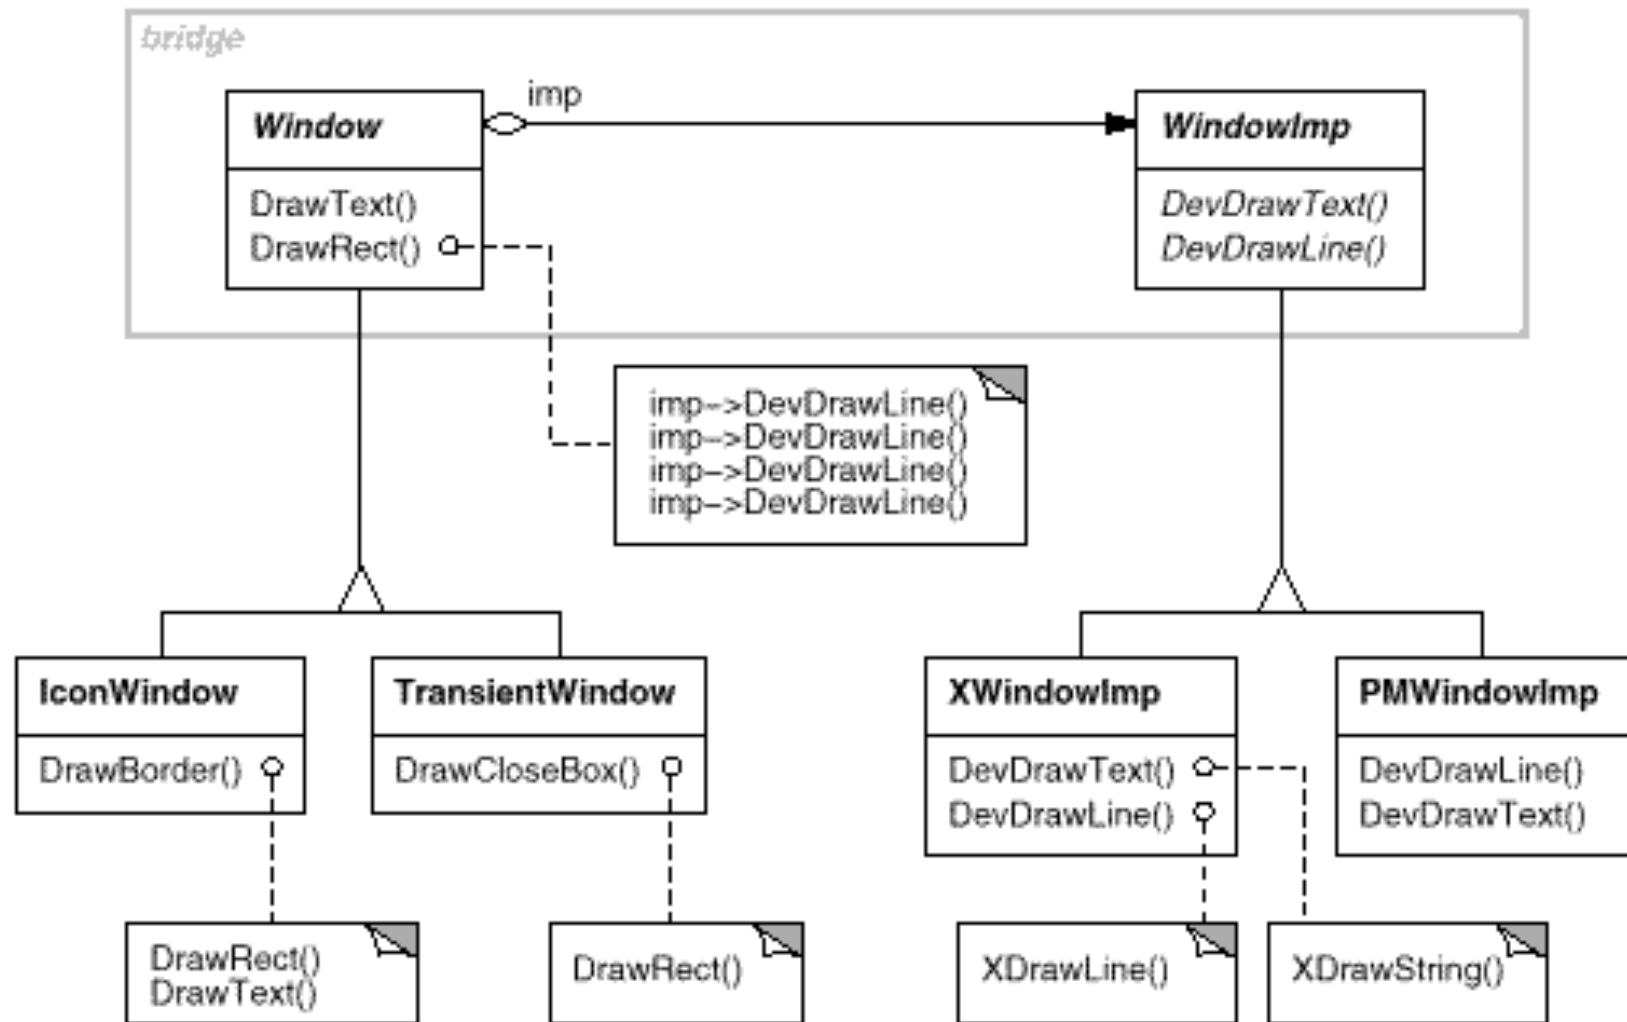 bridge
imp
Window
WindowImp
DrawText()
DrawRect()
DevDrawText()
DevDrawLine()
imp->DevDrawLine()
imp->DevDrawLine()
imp->DevDrawLine()
imp->DevDrawLine()
IconWindow
DrawBorder()
TransientWindow
DrawCloseBox()
XWindowImp
DevDrawText()
DevDrawLine()
PMWindowImp
DevDrawLine()
DevDrawText()
DrawRect()
DrawText()
DrawRect()
XDrawLine()
XDrawString()